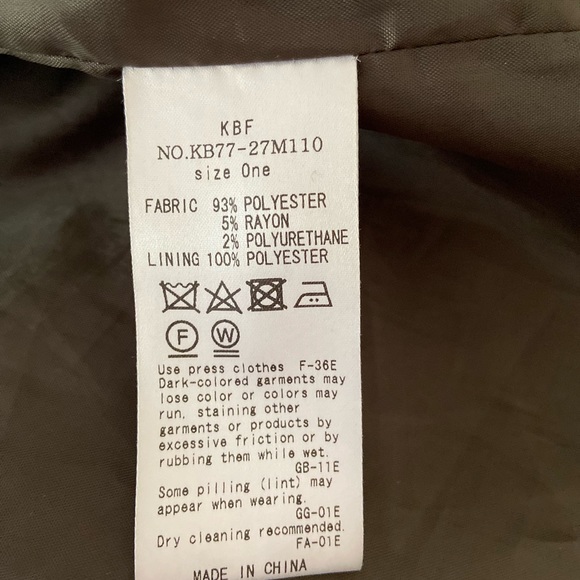 KBF
NO.KB77-27M110
size One
FABRIC 93% POLYESTER
5% RAYON
2% POLYURETHANE
LINING 100% POLYESTER
F W
Use press clothes F-36E
Dark-colored garments may
lose color or colors may
run, staining other
garments or products by
excessive friction or by
rubbing them while wet.
GB-11E
Some pilling (lint) may
appear when wearing.
GG-01E
Dry cleaning recommended.
FA-01E
MADE IN CHINA